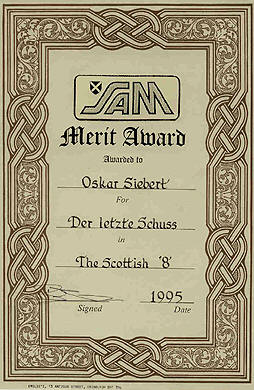 SAM
Merit Award
Awarded to
Oskar Siebert
For
Der letzte Schuss
in
The Scottish '8'
1995
Signed Date